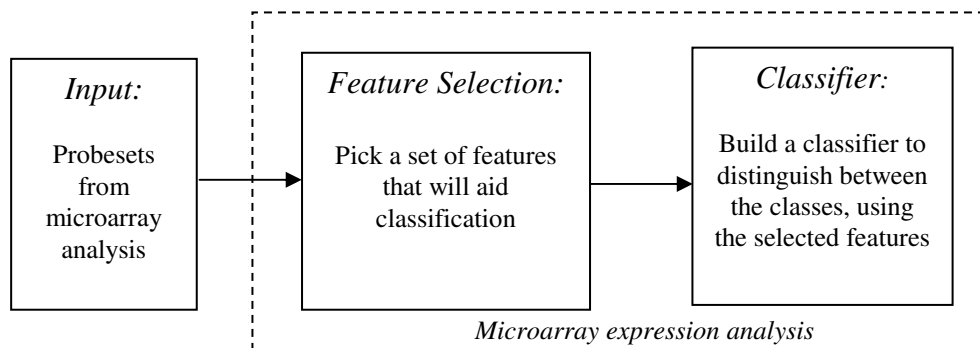 Input:
Probesets
from
microarray
analysis
Feature Selection:
Pick a set of features
that will aid
classification
Classifier:
Build a classifier to
distinguish between
the classes, using
the selected features
Microarray expression analysis